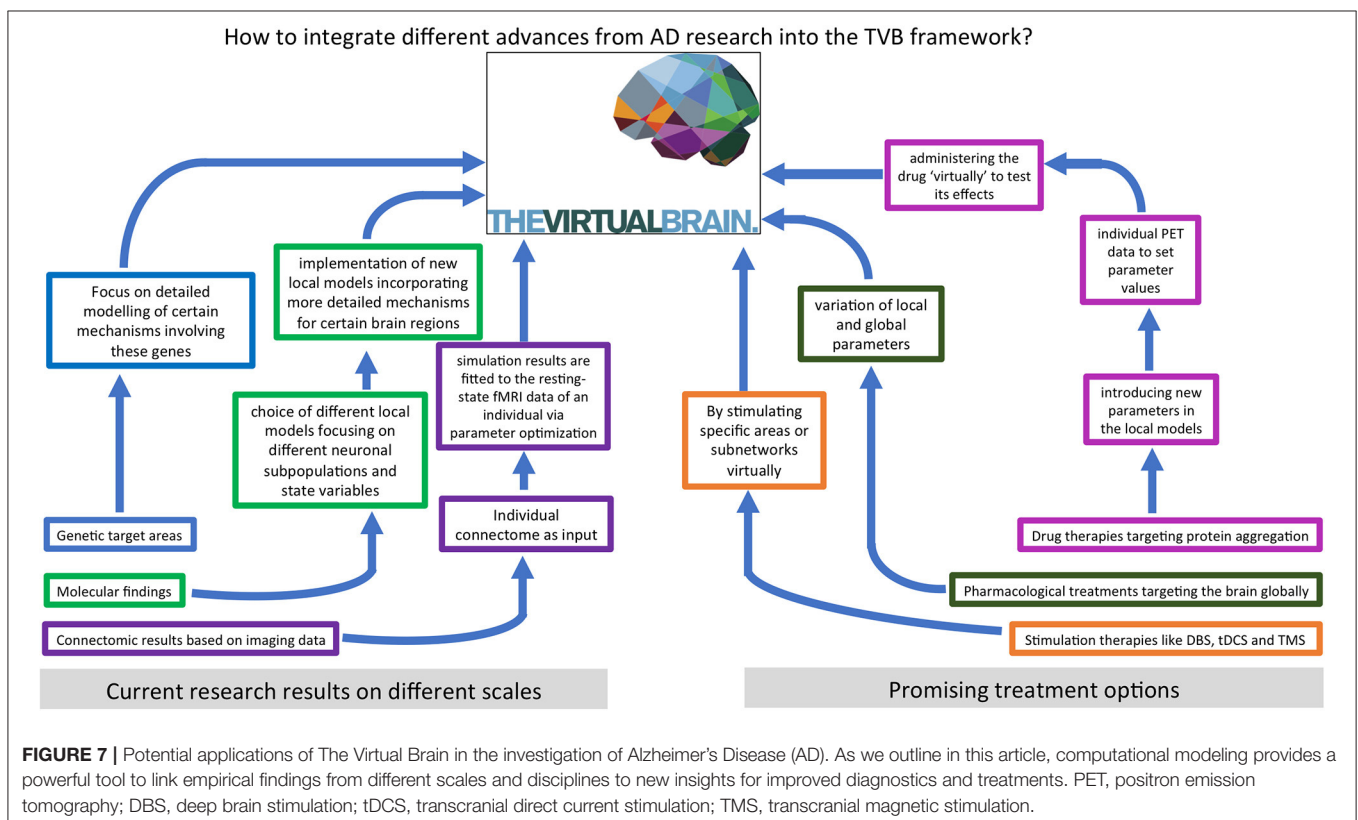 How to integrate different advances from AD research into the TVB framework?
THEVIRTUALBRAIN.
Focus on detailed
modelling of certain
mechanisms involving
these genes
Genetic target areas
implementation of new
local models incorporating
more detailed mechanisms
for certain brain regions
choice of different local
models focusing on
different neuronal
subpopulations and
state variables
Molecular findings
simulation results are
fitted to the resting-
state fMRI data of an
individual via
parameter optimization
Individual
connectome as input
Connectomic results based on imaging data
Current research results on different scales
administering the
drug ‘virtually’ to test
its effects
individual PET
data to set
parameter
values
introducing new
parameters in
the local models
Drug therapies targeting protein aggregation
variation of local
and global
parameters
Pharmacological treatments targeting the brain globally
By stimulating
specific areas or
subnetworks
virtually
Stimulation therapies like DBS, tDCS and TMS
Promising treatment options
FIGURE 7 | Potential applications of The Virtual Brain in the investigation of Alzheimer’s Disease (AD). As we outline in this article, computational modeling provides a
powerful tool to link empirical findings from different scales and disciplines to new insights for improved diagnostics and treatments. PET, positron emission
tomography; DBS, deep brain stimulation; tDCS, transcranial direct current stimulation; TMS, transcranial magnetic stimulation.